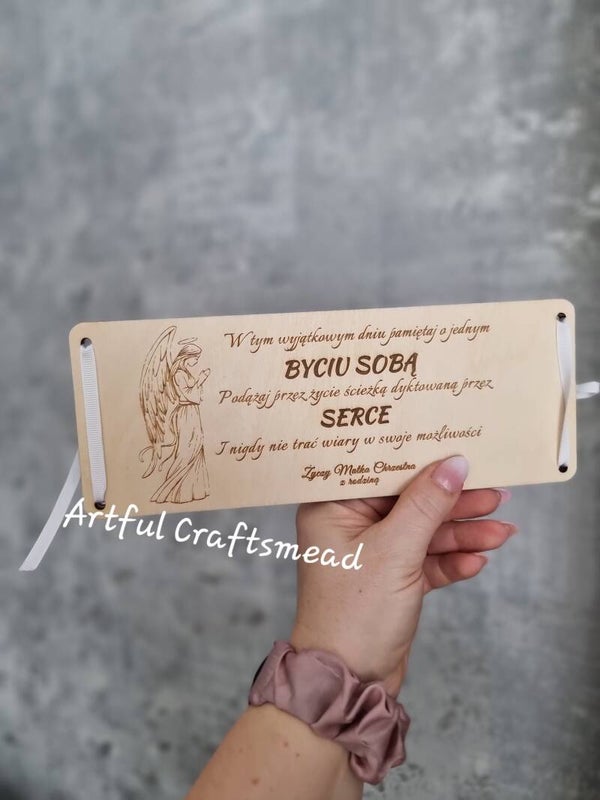 W tym wyjątkowym dniu pamiętaj o jednym
BYCIU SOBĄ
Podążaj przez życie ścieżką dyktowaną przez
SERCE
I nigdy nie trać wiary w swoje możliwości
Życzy Matka Chrzestna
z rodziną
Artful Craftsmead